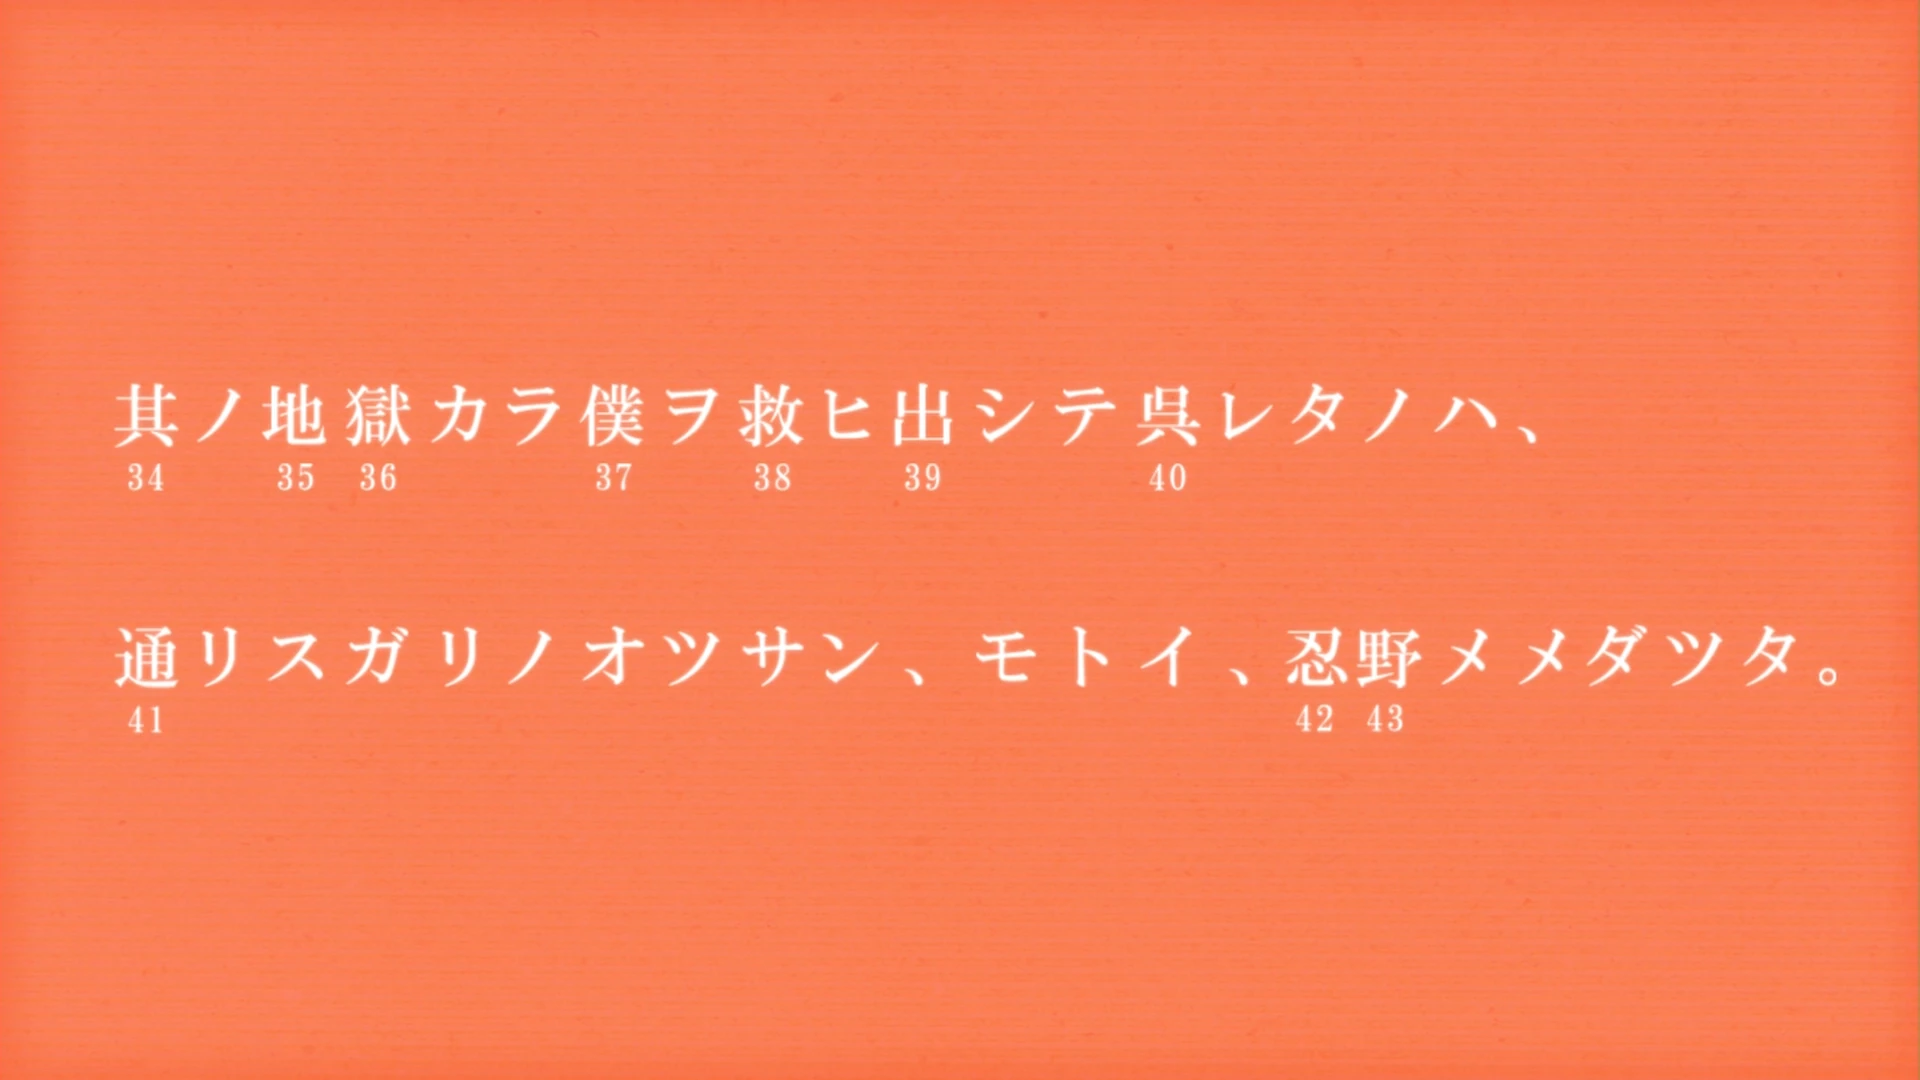 其ノ地獄カラ僕ヲ救ヒ出シテ呉レタノハ、
34 35 36 37 38 39 40
通リスガリノオツサン、モトイ、忍野メメダツタ。
41 42 43